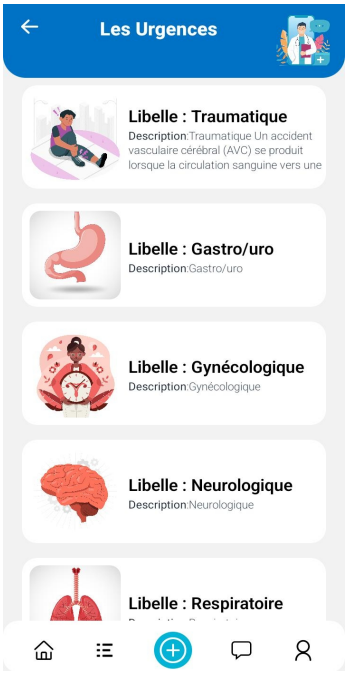 Les Urgences
Libelle : Traumatique
Description:Traumatique Un accident
vasculaire cérébral (AVC) se produit
lorsque la circulation sanguine vers une
Libelle : Gastro/uro
Description:Gastro/uro
Libelle : Gynécologique
Description:Gynécologique
Libelle : Neurologique
Description:Neurologique
Libelle : Respiratoire